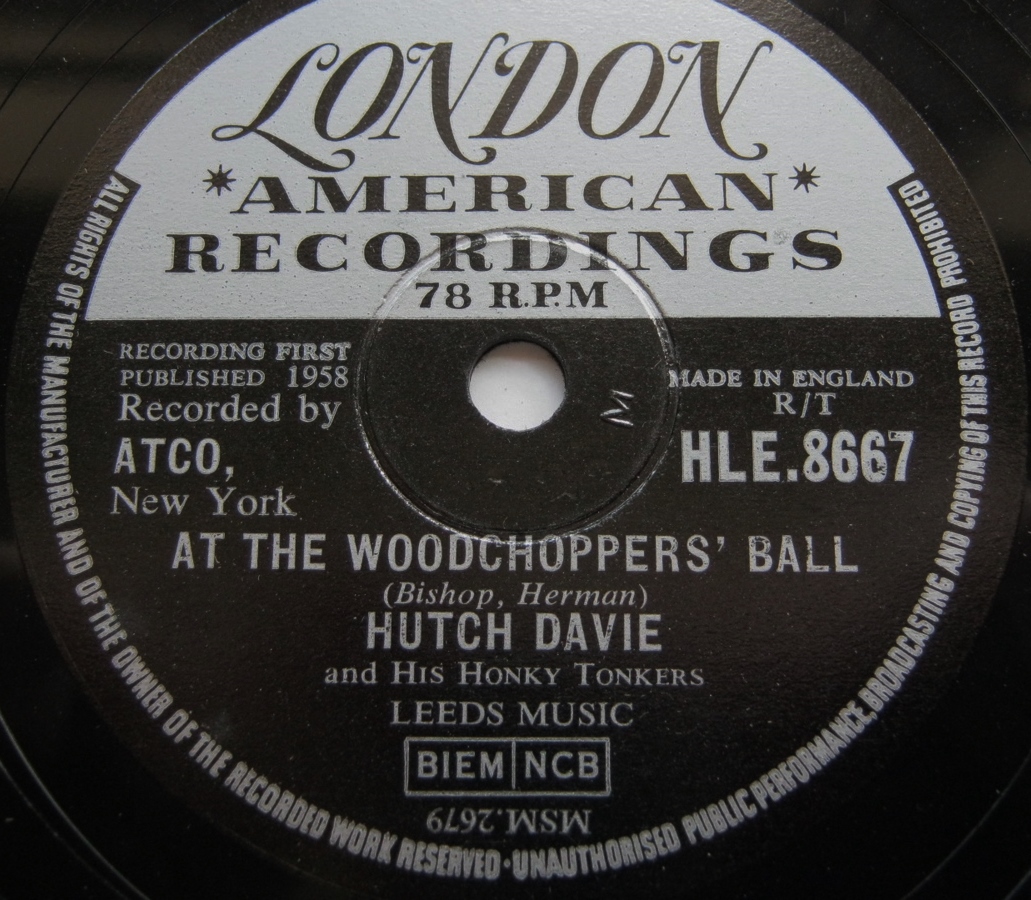 LONDON
*AMERICAN*
RECORDINGS
78 R.P.M
RECORDING FIRST
PUBLISHED 1958
Recorded by
ATCO,
New York
MADE IN ENGLAND
R/T
HLE.8667
M
AT THE WOODCHOPPERS' BALL
(Bishop, Herman)
HUTCH DAVIE
and HIS HONKY TONKERS
LEEDS MUSIC
BIEM NCB
MSM.2679
ALL RIGHTS OF THE MANUFACTURER AND OF THE OWNER OF THE RECORDED WORK RESERVED·UNAUTHORISED PUBLIC PERFORMANCE, BROADCASTING AND COPYING OF THIS RECORD PROHIBITED